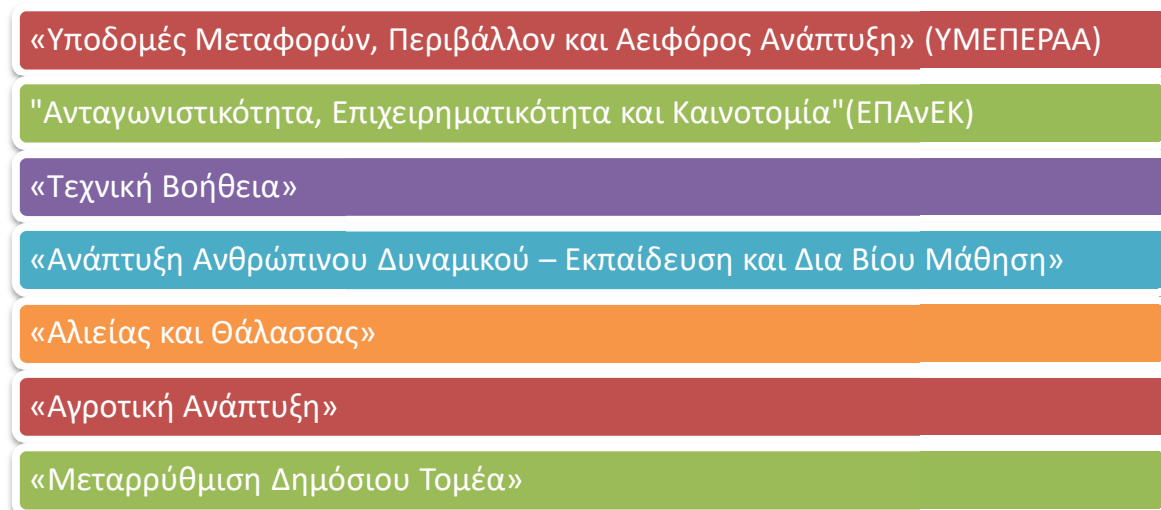 «Υποδομές Μεταφορών, Περιβάλλον και Αειφόρος Ανάπτυξη» (ΥΜΕΠΕΡΑΑ)
"Ανταγωνιστικότητα, Επιχειρηματικότητα και Καινοτομία"(ΕΠΑνΕΚ)
«Τεχνική Βοήθεια»
«Ανάπτυξη Ανθρώπινου Δυναμικού – Εκπαίδευση και Δια Βίου Μάθηση»
«Αλιείας και Θάλασσας»
«Αγροτική Ανάπτυξη»
«Μεταρρύθμιση Δημόσιου Τομέα»